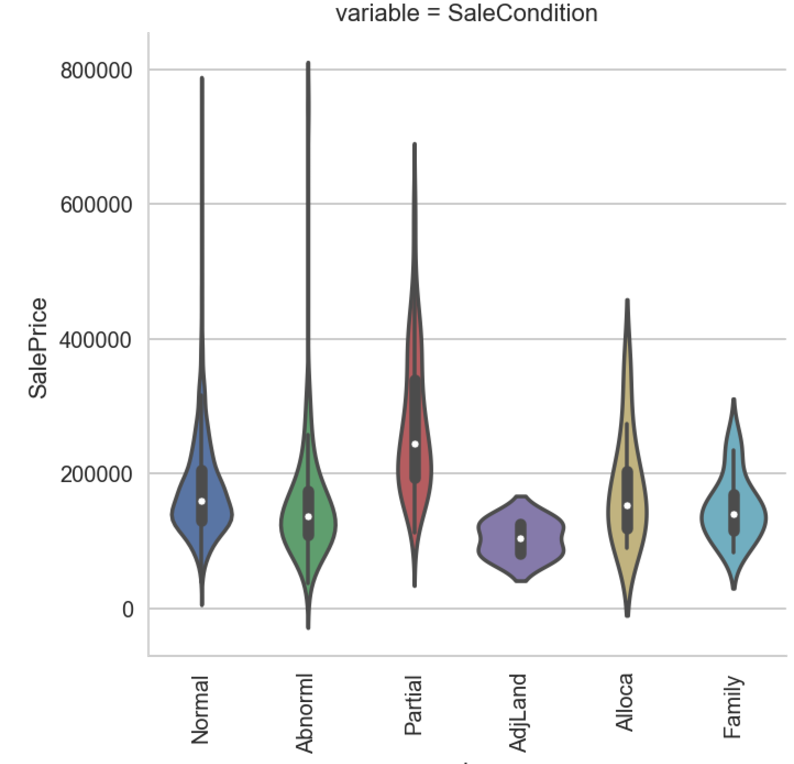 variable = SaleCondition
800000
600000
400000
200000
0
SalePrice
Normal
Abnorml
Partial
AdjLand
Alloca
Family